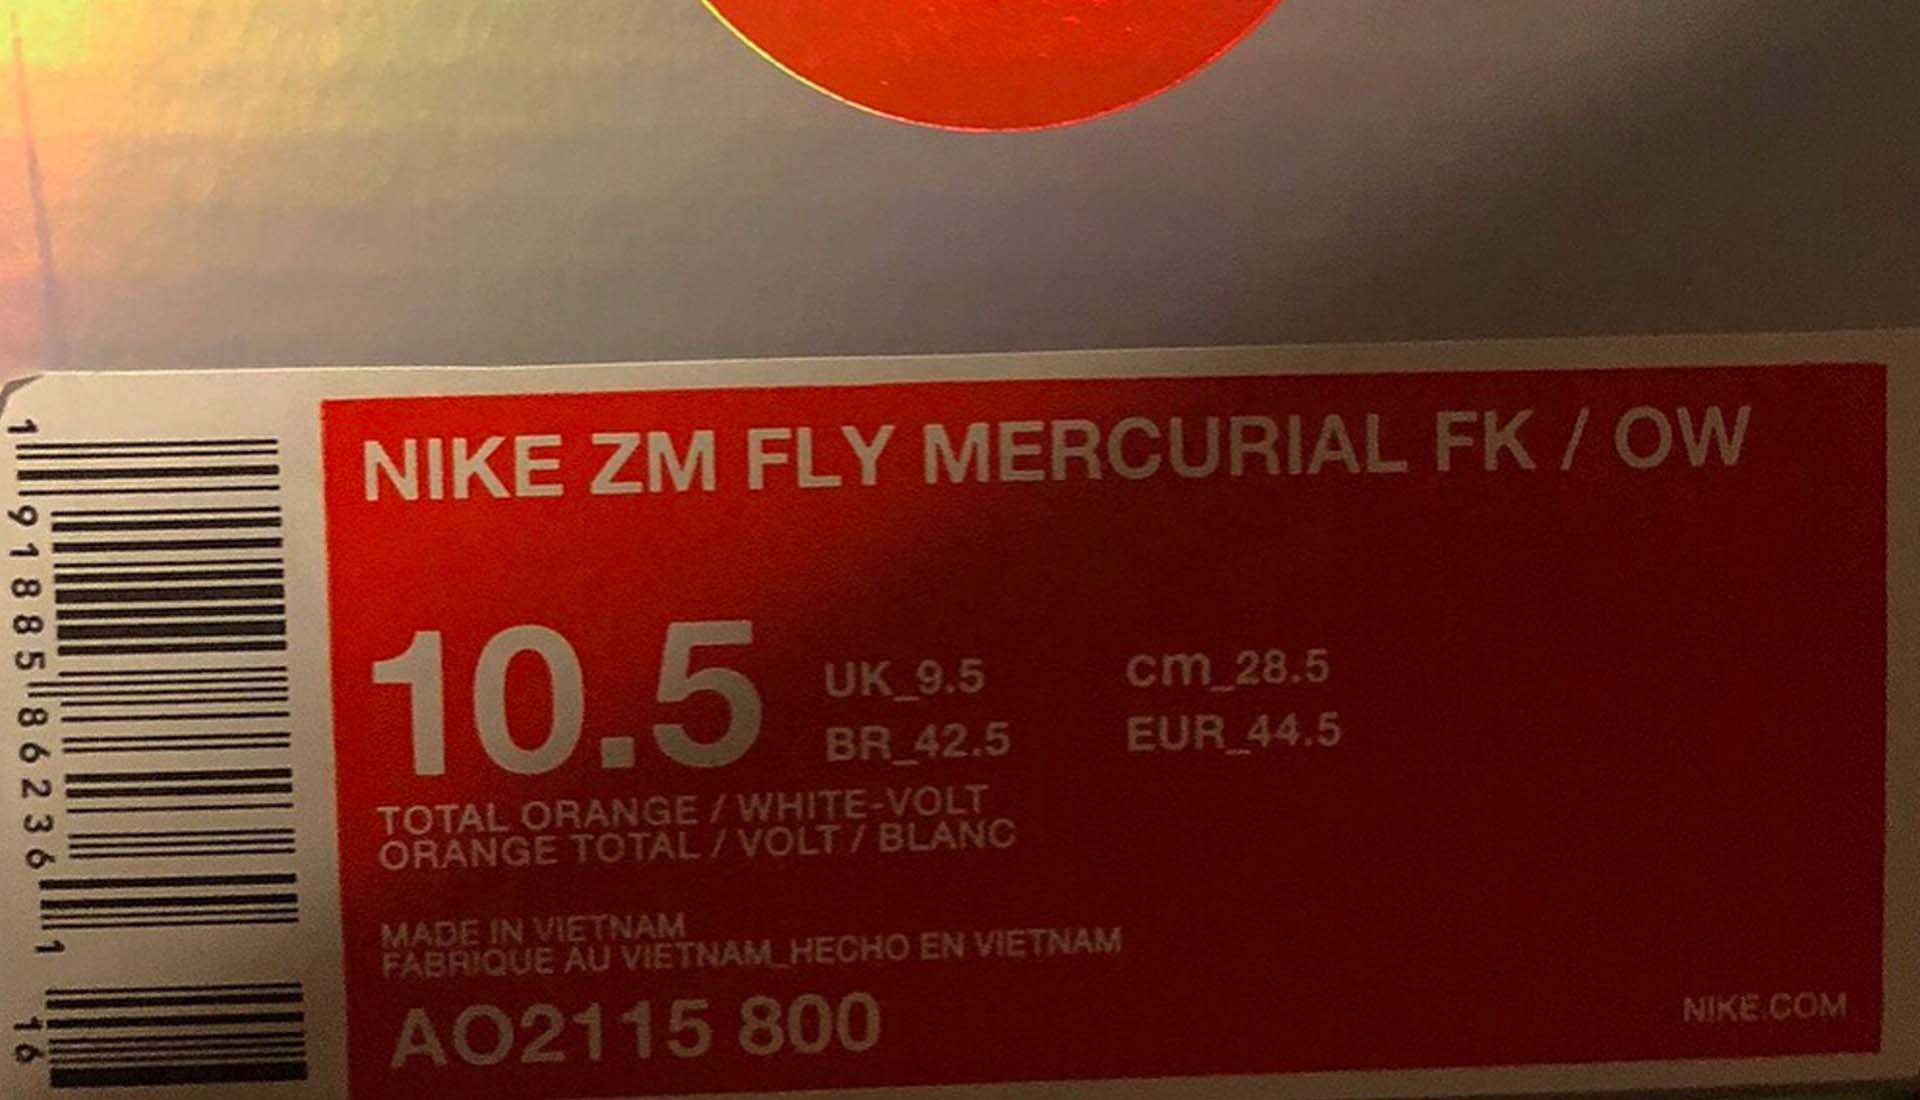 NIKE ZM FLY MERCURIAL FK / OW
10.5
UK_9.5
cm_28.5
BR_42.5
EUR_44.5
TOTAL ORANGE / WHITE-VOLT
ORANGE TOTAL / VOLT / BLANC
MADE IN VIETNAM
FABRIQUE AU VIETNAM_HECHO EN VIETNAM
AO2115 800
NIKE.COM
1 91885 86236 1
16